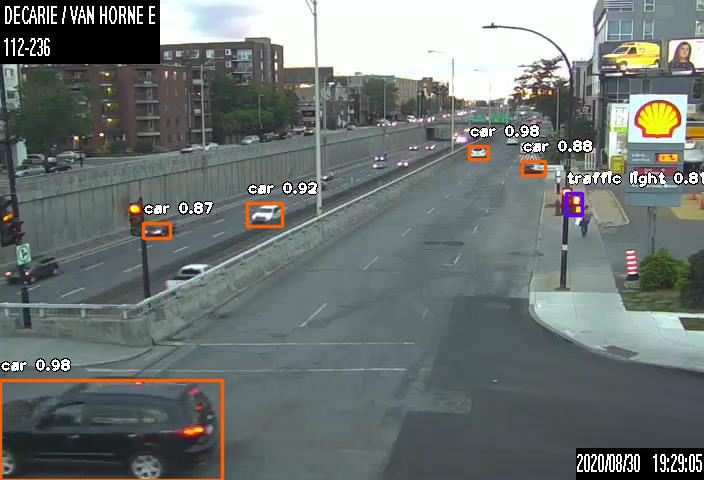 DECARIE / VAN HORNE E
112-236
car 0.98
car 0.88
traffic light 0.81
car 0.92
car 0.87
car 0.98
2020/08/30 19:29:05